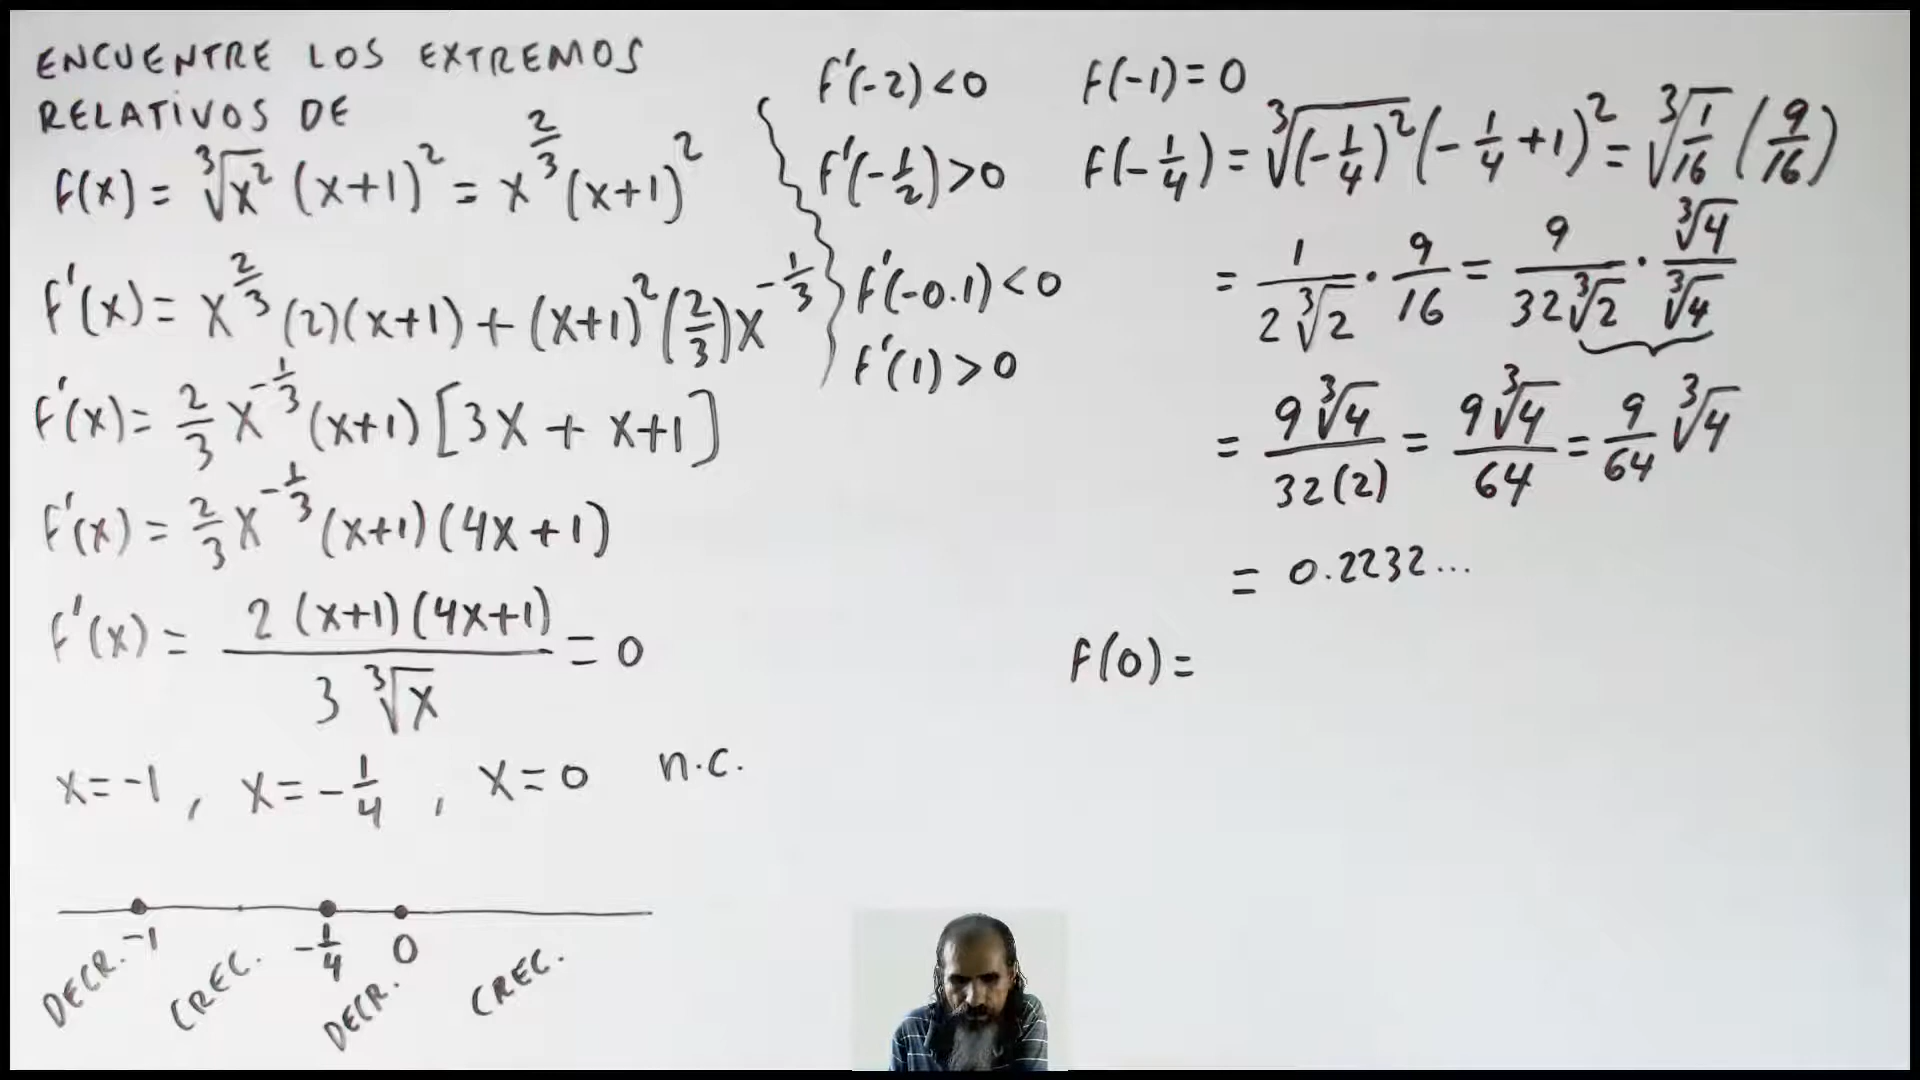 ENCUENTRE LOS EXTREMOS
RELATIVOS DE
f(x) = ∛x² (x+1)² = x^(2/3) (x+1)²
f'(x) = x^(2/3) (2)(x+1) + (x+1)² (2/3) x^(-1/3)
f'(x) = 2/3 x^(-1/3) (x+1) [3x + x+1]
f'(x) = 2/3 x^(-1/3) (x+1)(4x+1)
f'(x) = 2(x+1)(4x+1) / 3∛x = 0
x = -1, x = -1/4, x = 0 n.c.
-1 -1/4 0
DECR. CREC. DECR. CREC.
f'(-2) < 0
f'(-1/2) > 0
f'(-0.1) < 0
f'(1) > 0
f(-1) = 0
f(-1/4) = ∛(-1/4)² (-1/4 + 1)² = ∛(1/16) (9/16)
= 1/(2∛2) · 9/16 = 9/(32∛2) · ∛4/∛4
= 9∛4/32(2) = 9∛4/64 = 9/64 ∛4
= 0.2232...
f(0) =